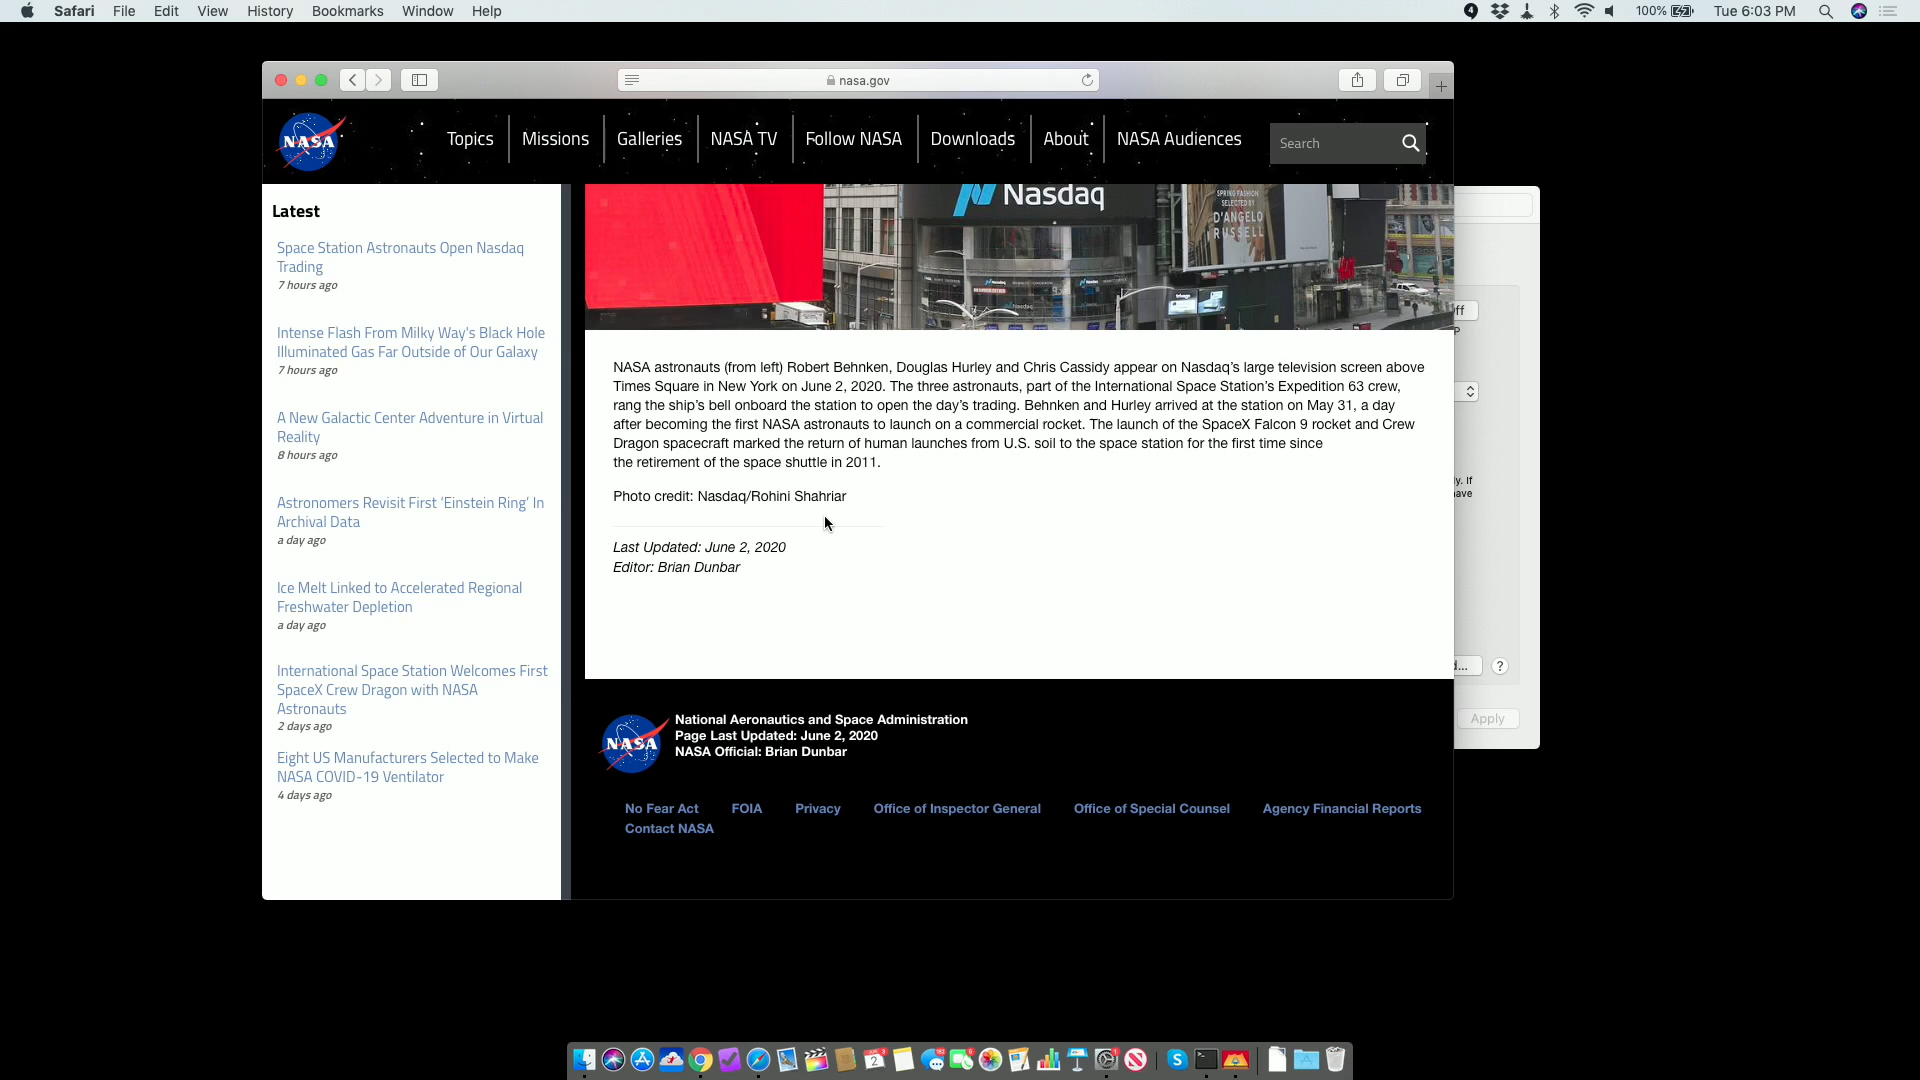 Safari File Edit View History Bookmarks Window Help
100% Tue 6:03 PM
nasa.gov
NASA
Topics Missions Galleries NASA TV Follow NASA Downloads About NASA Audiences
Search
Latest
Space Station Astronauts Open Nasdaq
Trading
7 hours ago
Intense Flash From Milky Way's Black Hole
Illuminated Gas Far Outside of Our Galaxy
7 hours ago
A New Galactic Center Adventure in Virtual
Reality
8 hours ago
Astronomers Revisit First ‘Einstein Ring’ In
Archival Data
a day ago
Ice Melt Linked to Accelerated Regional
Freshwater Depletion
a day ago
International Space Station Welcomes First
SpaceX Crew Dragon with NASA
Astronauts
2 days ago
Eight US Manufacturers Selected to Make
NASA COVID-19 Ventilator
4 days ago
Nasdaq
SPRING FASHION
SELECTED BY
D'ANGELO
RUSSELL
NASA astronauts (from left) Robert Behnken, Douglas Hurley and Chris Cassidy appear on Nasdaq’s large television screen above
Times Square in New York on June 2, 2020. The three astronauts, part of the International Space Station’s Expedition 63 crew,
rang the ship’s bell onboard the station to open the day’s trading. Behnken and Hurley arrived at the station on May 31, a day
after becoming the first NASA astronauts to launch on a commercial rocket. The launch of the SpaceX Falcon 9 rocket and Crew
Dragon spacecraft marked the return of human launches from U.S. soil to the space station for the first time since
the retirement of the space shuttle in 2011.
Photo credit: Nasdaq/Rohini Shahriar
Last Updated: June 2, 2020
Editor: Brian Dunbar
NASA
National Aeronautics and Space Administration
Page Last Updated: June 2, 2020
NASA Official: Brian Dunbar
No Fear Act FOIA Privacy Office of Inspector General Office of Special Counsel Agency Financial Reports
Contact NASA
y. If
ave
?
Apply